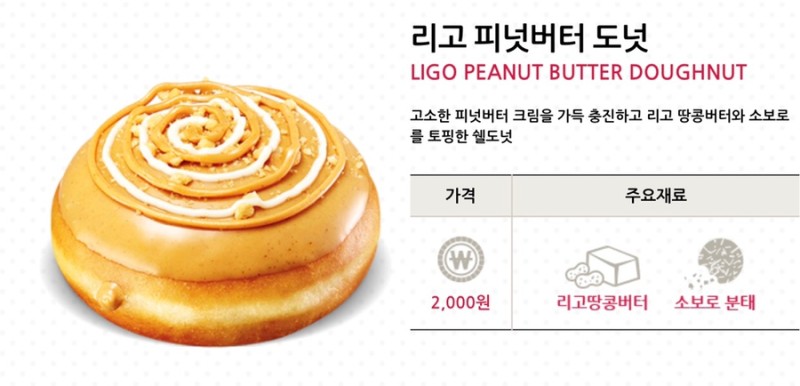 리고 피넛버터 도넛
LIGO PEANUT BUTTER DOUGHNUT
고소한 피넛버터 크림을 가득 충진하고 리고 땅콩버터와 소보로
를 토핑한 쉘도넛
가격 주요재료
₩
2,000원 리고땅콩버터 소보로 분태